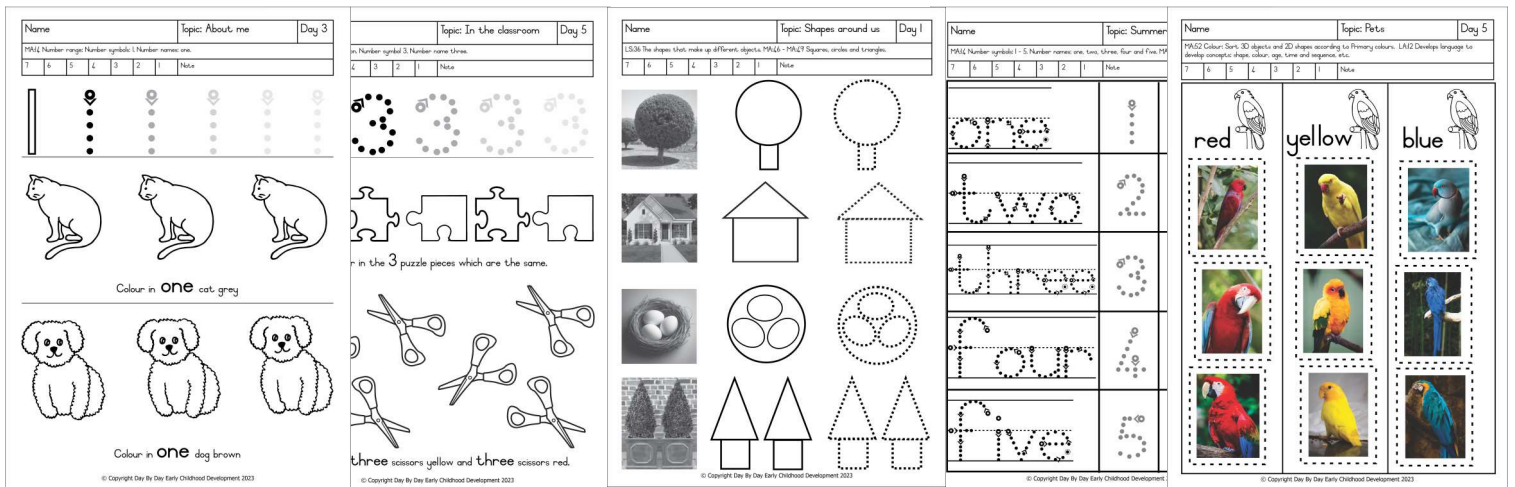 Name
Topic: About me
Day 3
MA14 Number range: Number symbols: 1. Number names: one.
7 6 5 4 3 2 1 Note
Colour in one cat grey
Colour in one dog brown
© Copyright Day By Day Early Childhood Development 2023
Topic: In the classroom
Day 5
Number symbol 3. Number name three.
4 3 2 1 Note
3 3 3 3
r in the 3 puzzle pieces which are the same.
three scissors yellow and three scissors red.
Name
Topic: Shapes around us
Day 1
LS36 The shapes that make up different objects. MA46 - MA49 Squares, circles and triangles.
7 6 5 4 3 2 1 Note
© Copyright Day By Day Early Childhood Development 2023
Name
Topic: Summer
MA14 Number symbols: 1 - 5. Number names: one, two, three, four and five. MA
7 6 5 4 3 2 1 Note
one 1
two 2
three 3
four 4
five 5
© Copyright Day By Day Early Childhood Development
Name
Topic: Pets
Day 5
MA52 Colour: Sort 3D objects and 2D shapes according to Primary colours. LA12 Develops language to
develop concepts: shape, colour, age, time and sequence, etc.
7 6 5 4 3 2 1 Note
red yellow blue
© Copyright Day By Day Early Childhood Development 2023